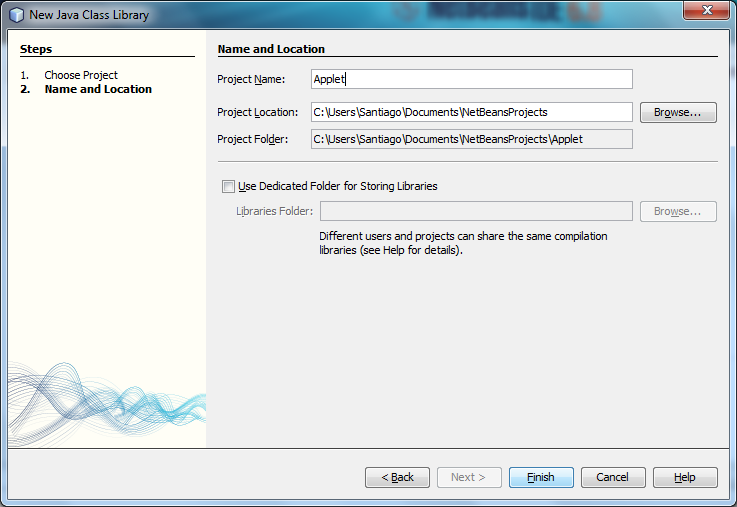 New Java Class Library
Steps
1. Choose Project
2. Name and Location
Name and Location
Project Name: Applet
Project Location: C:\Users\Santiago\Documents\NetBeansProjects Browse...
Project Folder: C:\Users\Santiago\Documents\NetBeansProjects\Applet
Use Dedicated Folder for Storing Libraries
Libraries Folder: Browse...
Different users and projects can share the same compilation
libraries (see Help for details).
< Back Next > Finish Cancel Help